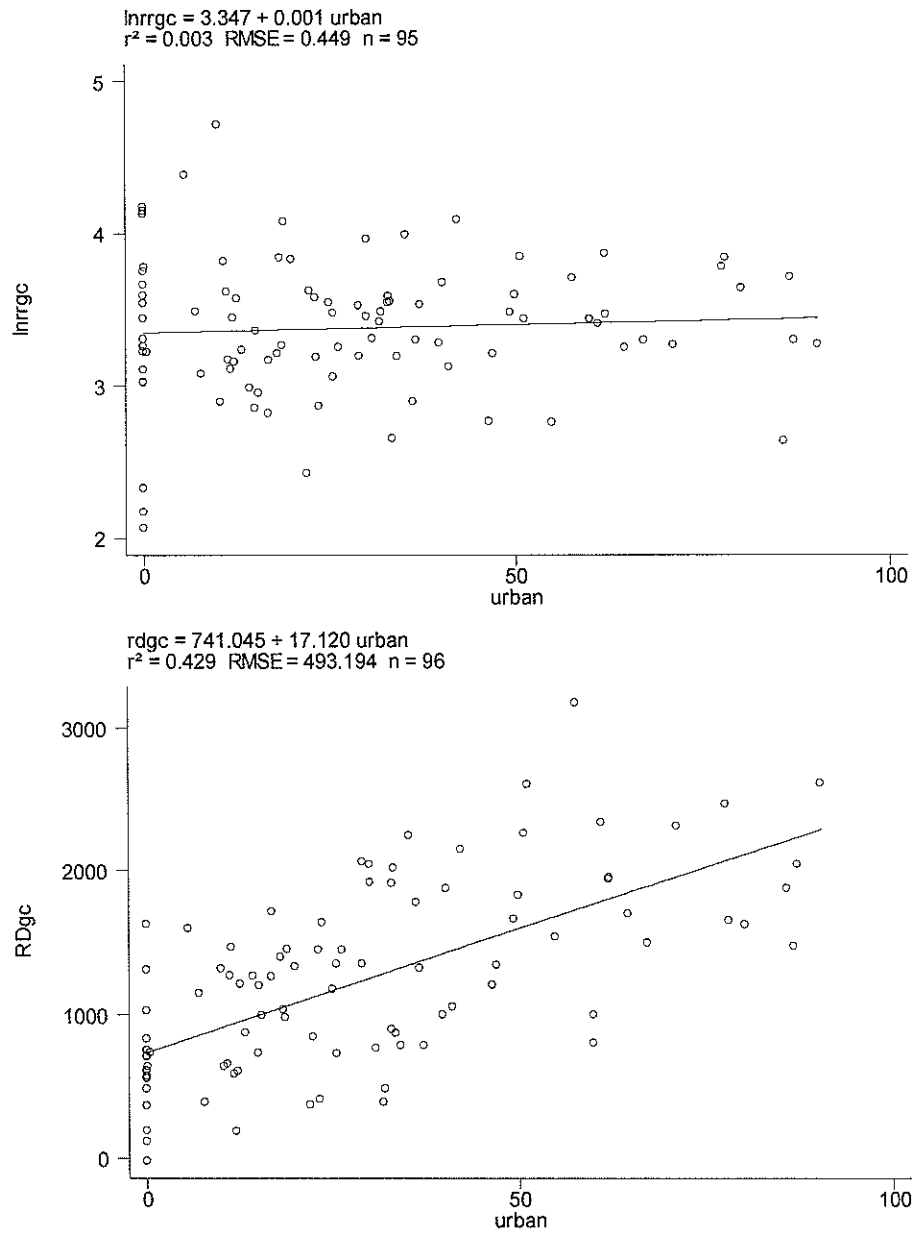 lnrrgc = 3.347 + 0.001 urban
r² = 0.003 RMSE = 0.449 n = 95
5
4
3
2
lnrrgc
0
50
100
urban
rdgc = 741.045 + 17.120 urban
r² = 0.429 RMSE = 493.194 n = 96
3000
2000
1000
0
RDgc
0
50
100
urban